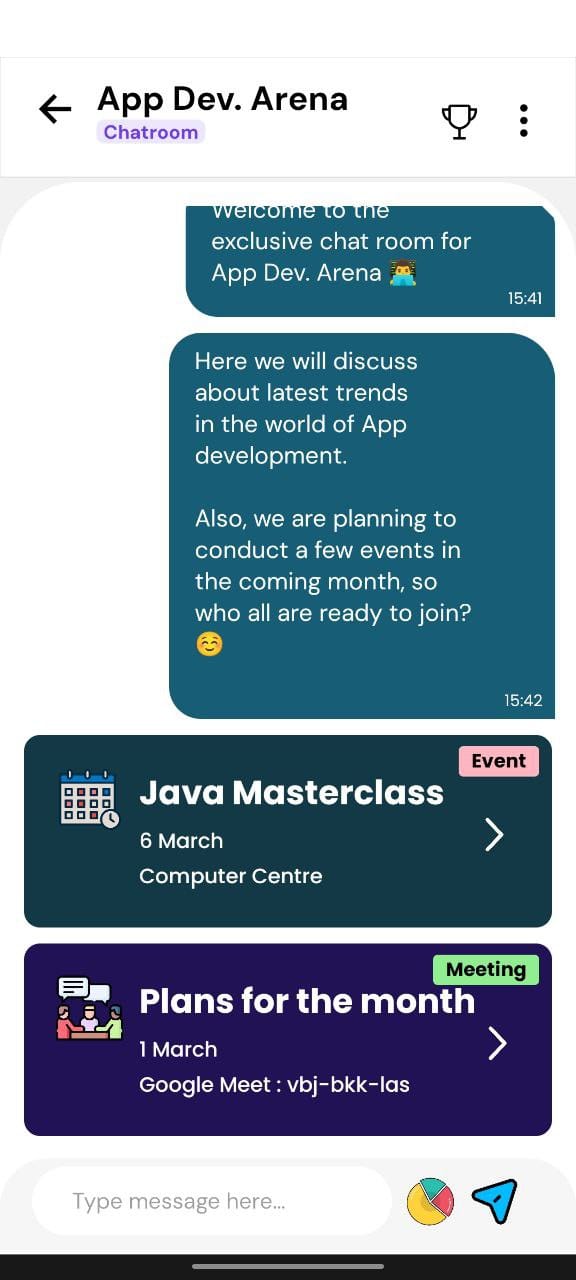 App Dev. Arena
Chatroom
Welcome to the
exclusive chat room for
App Dev. Arena 👨‍💻
15:41
Here we will discuss
about latest trends
in the world of App
development.
Also, we are planning to
conduct a few events in
the coming month, so
who all are ready to join?
☺️
15:42
Event
Java Masterclass
6 March
Computer Centre
Meeting
Plans for the month
1 March
Google Meet : vbj-bkk-las
Type message here...